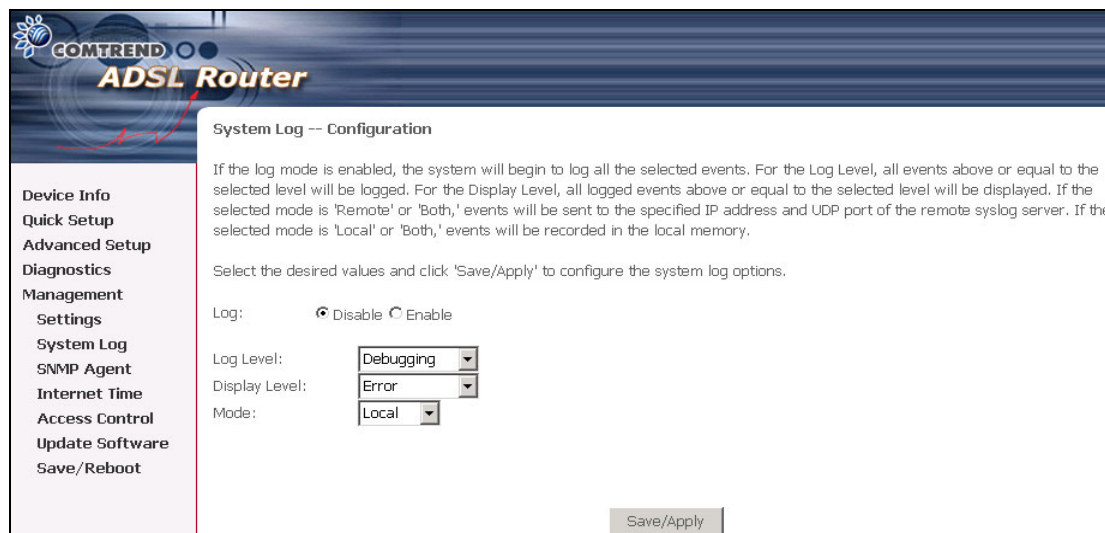 COMTREND
ADSL Router
Device Info
Quick Setup
Advanced Setup
Diagnostics
Management
Settings
System Log
SNMP Agent
Internet Time
Access Control
Update Software
Save/Reboot
System Log -- Configuration
If the log mode is enabled, the system will begin to log all the selected events. For the Log Level, all events above or equal to the
selected level will be logged. For the Display Level, all logged events above or equal to the selected level will be displayed. If the
selected mode is 'Remote' or 'Both,' events will be sent to the specified IP address and UDP port of the remote syslog server. If the
selected mode is 'Local' or 'Both,' events will be recorded in the local memory.
Select the desired values and click 'Save/Apply' to configure the system log options.
Log: Disable Enable
Log Level: Debugging
Display Level: Error
Mode: Local
Save/Apply